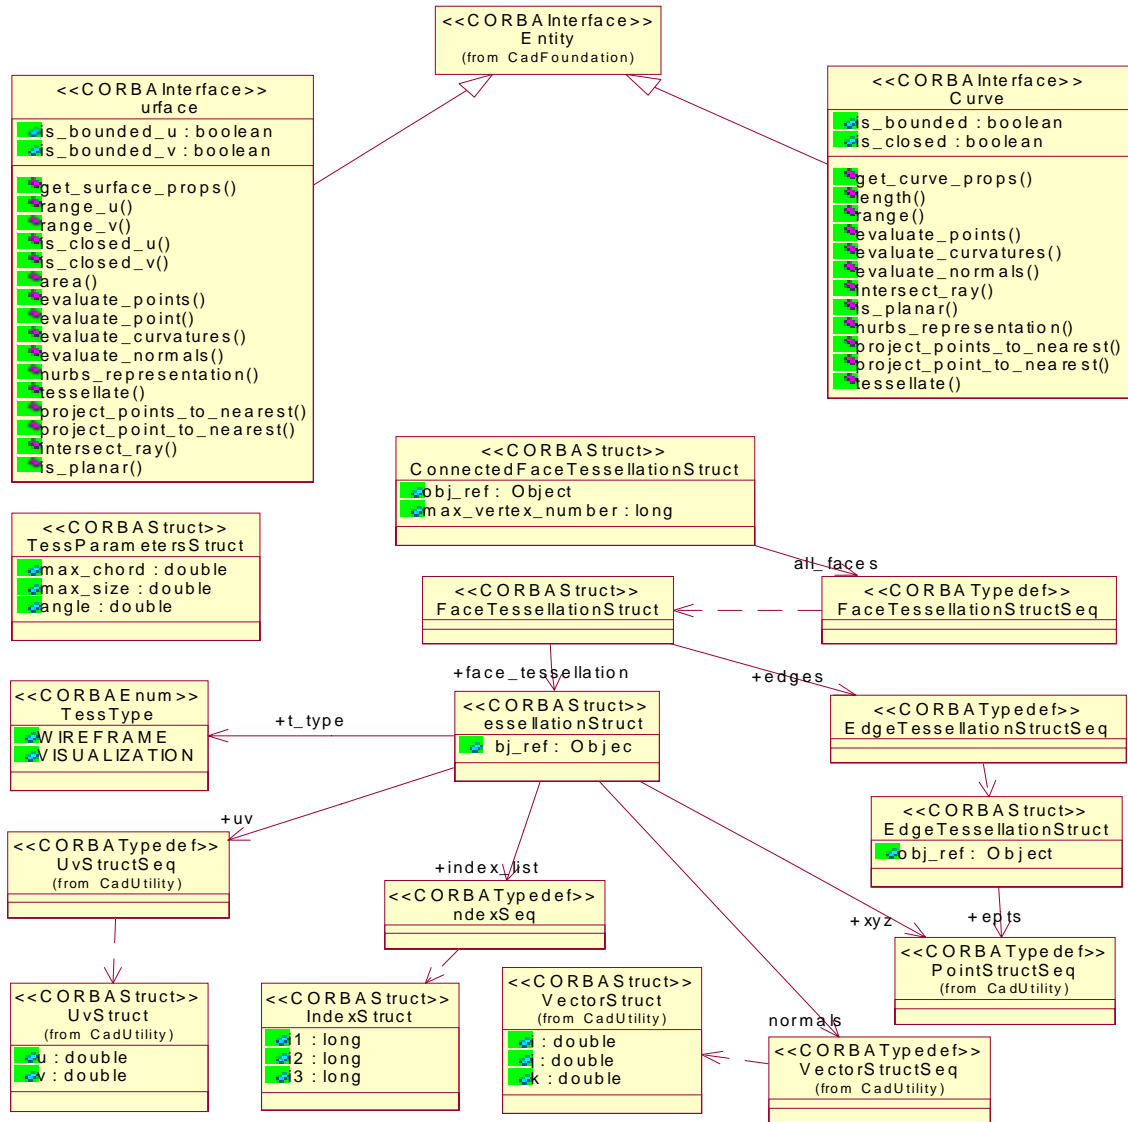 <<CORBAInterface>>
Entity
(from CadFoundation)
<<CORBAInterface>>
urface
is_bounded_u : boolean
is_bounded_v : boolean
get_surface_props()
range_u()
range_v()
is_closed_u()
is_closed_v()
area()
evaluate_points()
evaluate_point()
evaluate_curvatures()
evaluate_normals()
nurbs_representation()
tessellate()
project_points_to_nearest()
project_point_to_nearest()
intersect_ray()
is_planar()
<<CORBAInterface>>
Curve
is_bounded : boolean
is_closed : boolean
get_curve_props()
length()
range()
evaluate_points()
evaluate_curvatures()
evaluate_normals()
intersect_ray()
is_planar()
nurbs_representation()
project_points_to_nearest()
project_point_to_nearest()
tessellate()
<<CORBAStruct>>
ConnectedFaceTessellationStruct
obj_ref : Object
max_vertex_number : long
<<CORBAStruct>>
TessParametersStruct
max_chord : double
max_size : double
angle : double
all_faces
<<CORBAStruct>>
FaceTessellationStruct
<<CORBATypedef>>
FaceTessellationStructSeq
+face_tessellation
+edges
<<CORBAEnum>>
TessType
WIREFRAME
VISUALIZATION
+t_type
<<CORBAStruct>>
essellationStruct
bj_ref : Objec
<<CORBATypedef>>
EdgeTessellationStructSeq
<<CORBAStruct>>
EdgeTessellationStruct
obj_ref : Object
+uv
<<CORBATypedef>>
UvStructSeq
(from CadUtility)
+index_list
<<CORBATypedef>>
ndexSeq
+xyz
+epts
<<CORBATypedef>>
PointStructSeq
(from CadUtility)
<<CORBAStruct>>
UvStruct
(from CadUtility)
u : double
v : double
<<CORBAStruct>>
IndexStruct
i1 : long
i2 : long
i3 : long
<<CORBAStruct>>
VectorStruct
(from CadUtility)
i : double
j : double
k : double
normals
<<CORBATypedef>>
VectorStructSeq
(from CadUtility)